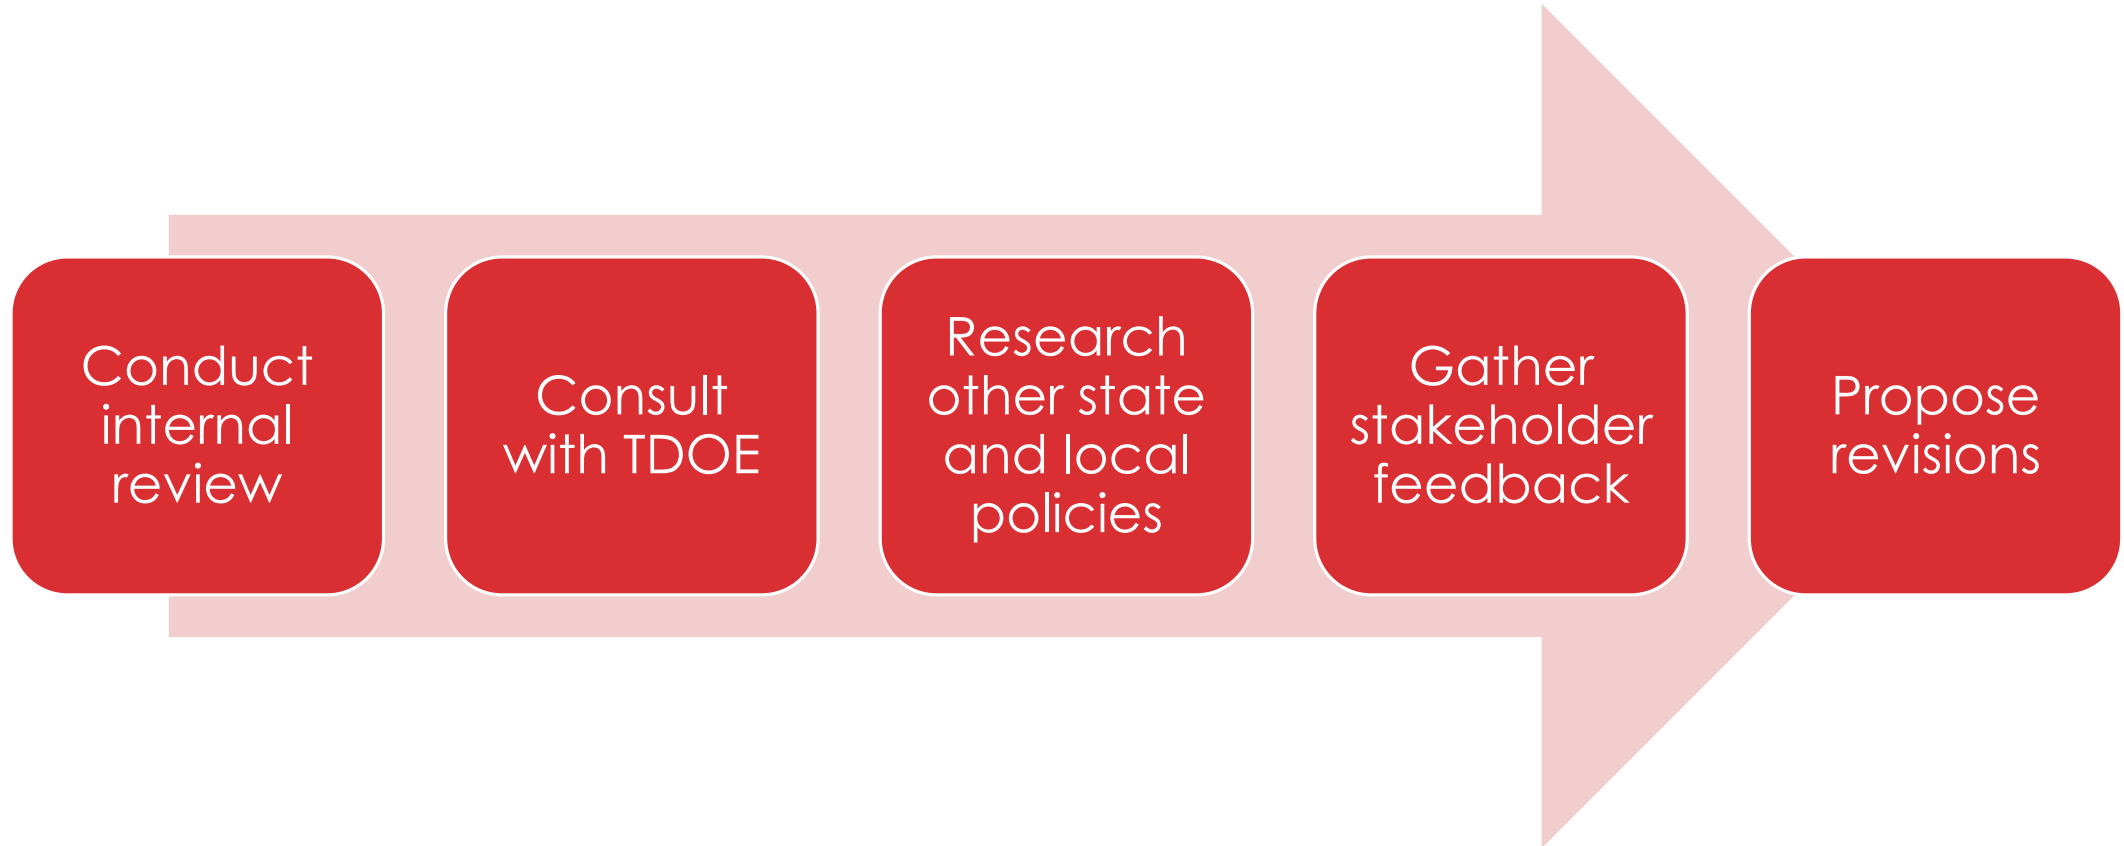 Conduct
internal
review
Consult
with TDOE
Research
other state
and local
policies
Gather
stakeholder
feedback
Propose
revisions